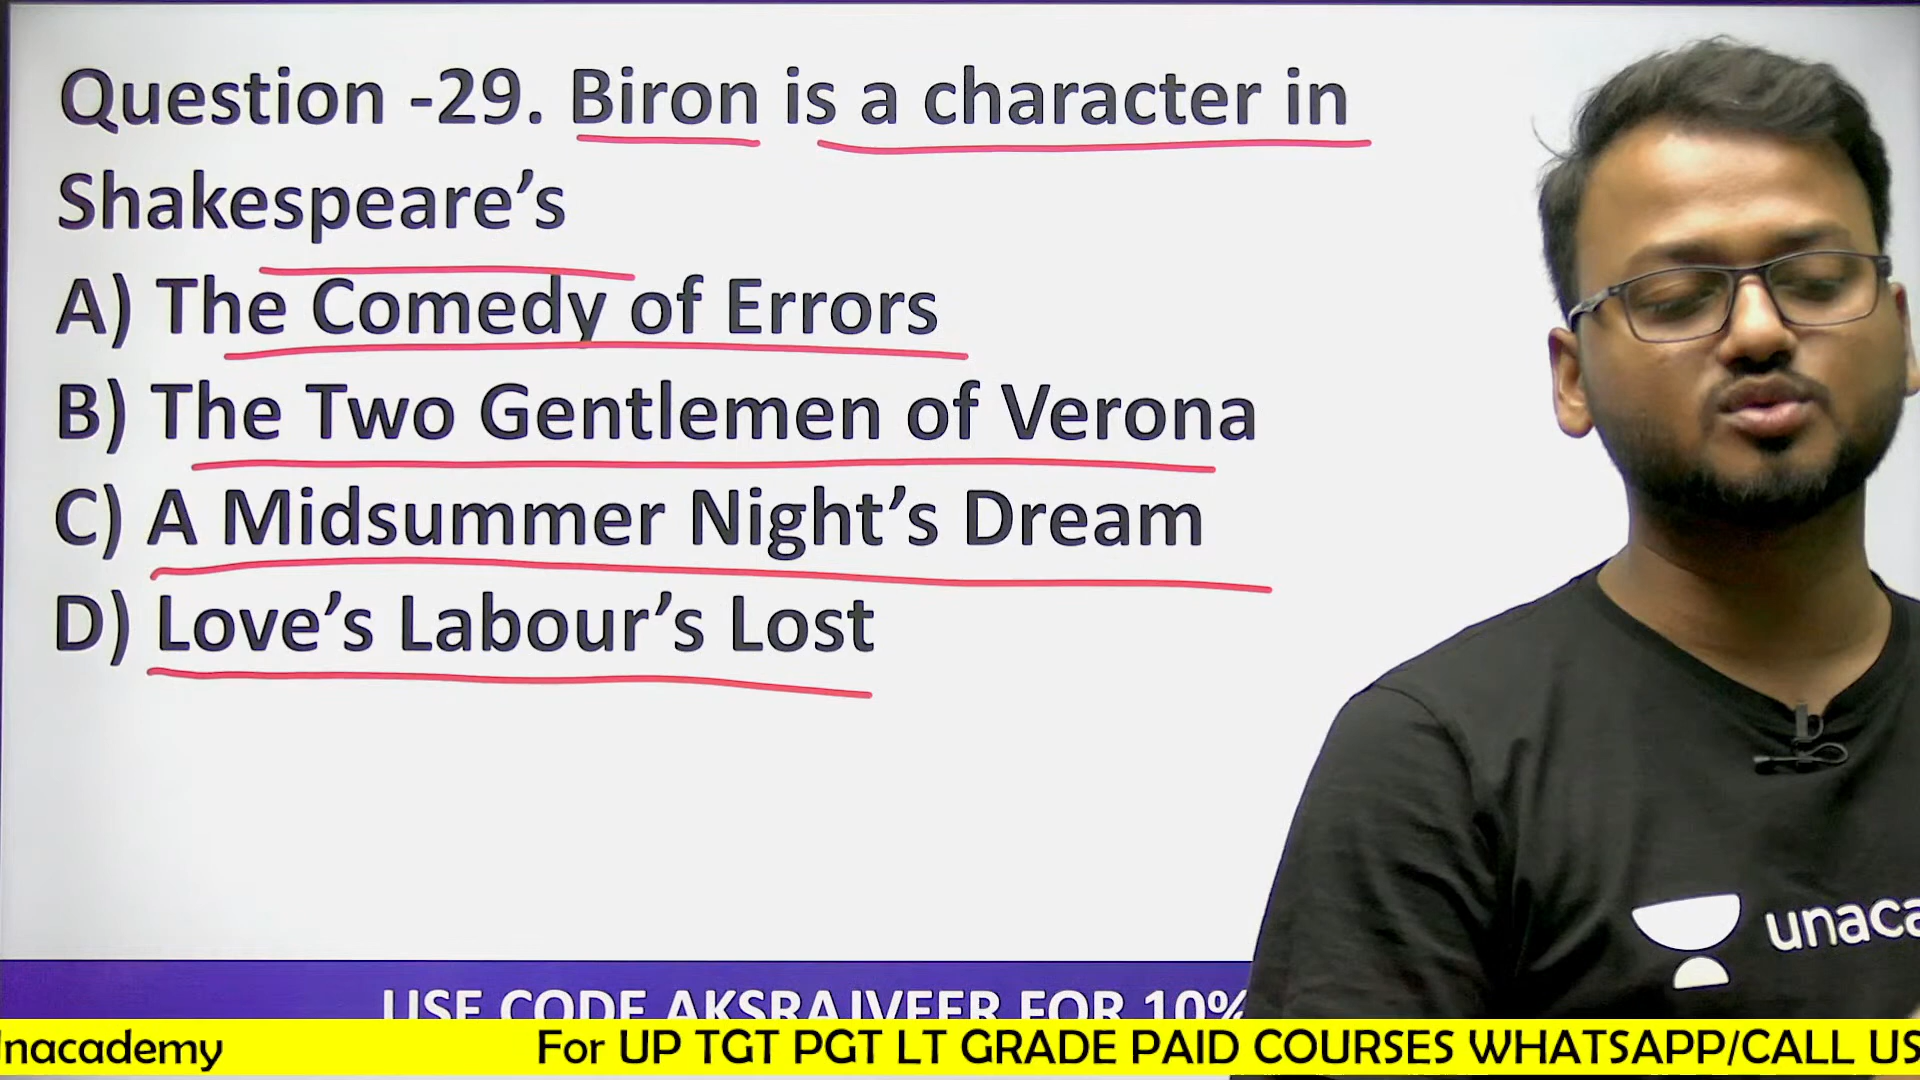 Question -29. Biron is a character in
Shakespeare’s
A) The Comedy of Errors
B) The Two Gentlemen of Verona
C) A Midsummer Night’s Dream
D) Love’s Labour’s Lost
unaca
USE CODE AKSRAJVEER FOR 10%
Unacademy For UP TGT PGT LT GRADE PAID COURSES WHATSAPP/CALL US